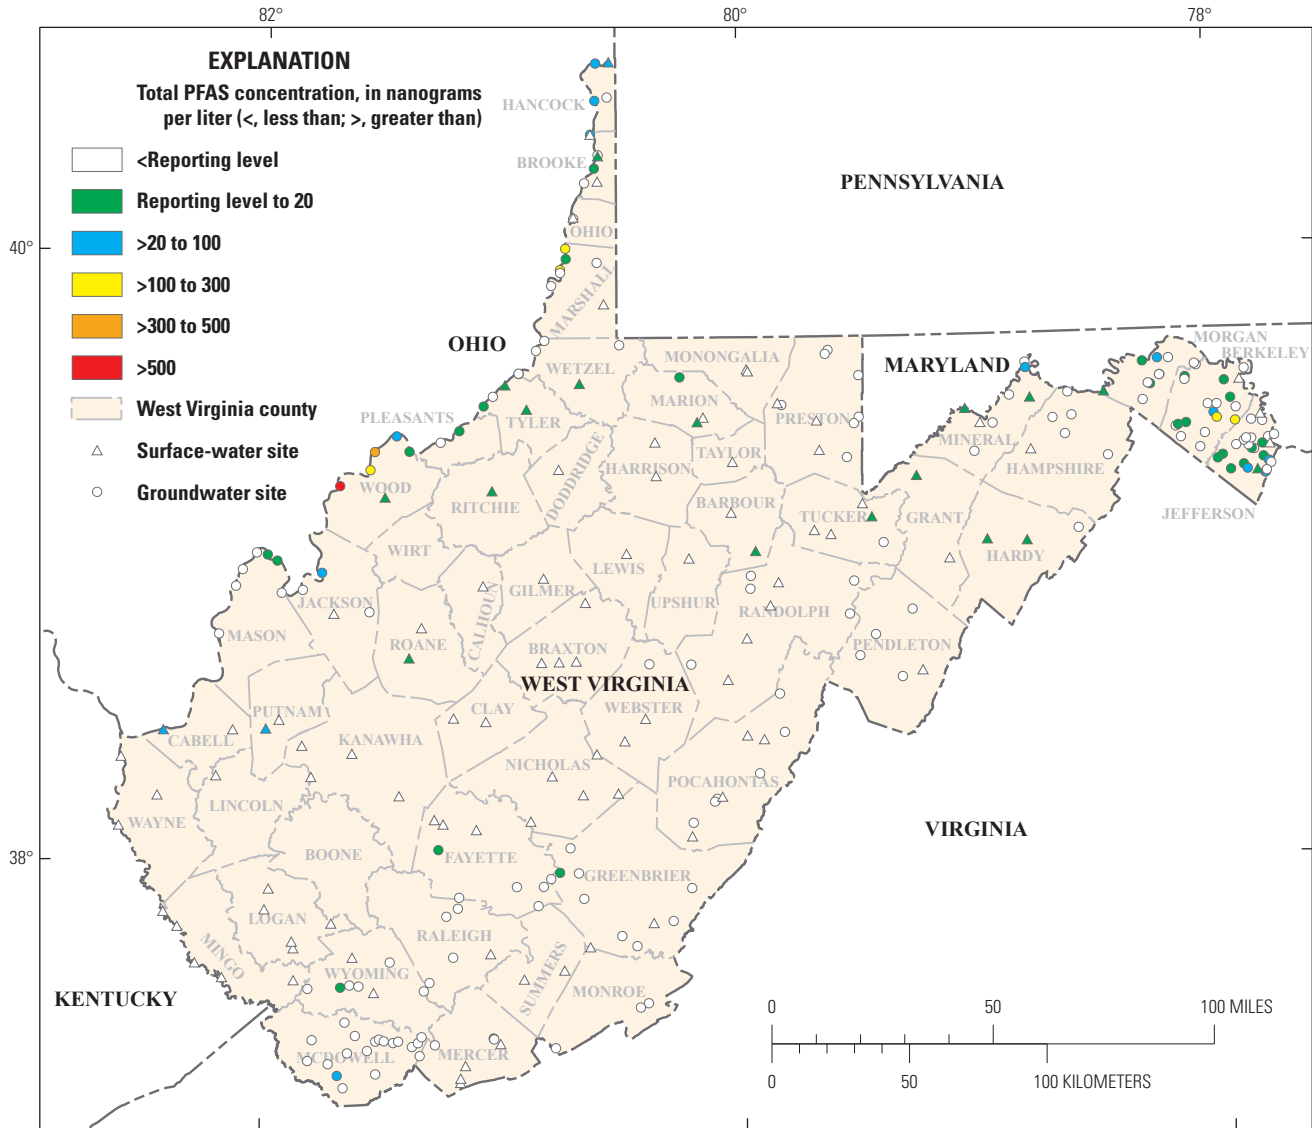 82°
80°
78°
EXPLANATION
Total PFAS concentration, in nanograms
per liter (<, less than; >, greater than)
<Reporting level
Reporting level to 20
>20 to 100
>100 to 300
>300 to 500
>500
West Virginia county
Surface-water site
Groundwater site
40°
38°
HANCOCK
BROOKE
OHIO
MARSHALL
PENNSYLVANIA
OHIO
MARYLAND
MORGAN
BERKELEY
WETZEL
MONONGALIA
MARION
PRESTON
PLEASANTS
TYLER
DODDRIDGE
HARRISON
TAYLOR
MINERAL
HAMPSHIRE
WOOD
RITCHIE
BARBOUR
TUCKER
GRANT
JEFFERSON
WIRT
LEWIS
HARDY
JACKSON
CALHOUN
GILMER
UPSHUR
RANDOLPH
MASON
ROANE
BRAXTON
PENDLETON
WEST VIRGINIA
PUTNAM
CLAY
WEBSTER
CABELL
KANAWHA
NICHOLAS
POCAHONTAS
LINCOLN
WAYNE
VIRGINIA
BOONE
FAYETTE
GREENBRIER
LOGAN
RALEIGH
MINGO
WYOMING
SUMMERS
MONROE
KENTUCKY
MCDOWELL
MERCER
0 50 100 MILES
0 50 100 KILOMETERS